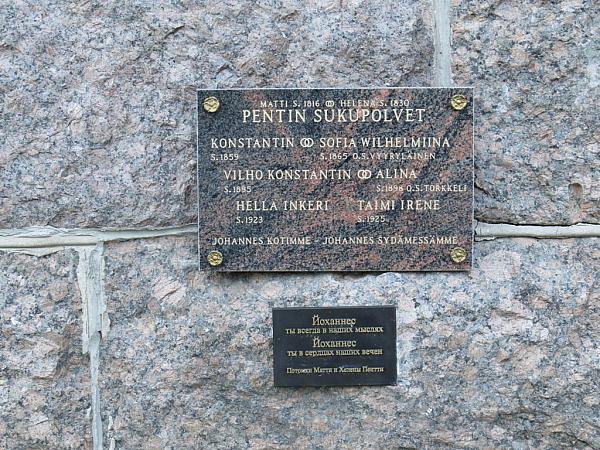 MATTI S. 1816 ⚭ HELENA S. 1830
PENTIN SUKUPOLVET
KONSTANTIN ⚭ SOFIA WILHELMIINA
S. 1859 S. 1865 O.S. VYYRYLÄINEN
VILHO KONSTANTIN ⚭ ALINA
S. 1885 S. 1898 O.S. TORKKELI
HELLÄ INKERI TAIMI IRENE
S. 1923 S. 1925
JOHANNES KOTIMME – JOHANNES SYDÄMESSÄMME
Йоханнес
ты всегда в наших мыслях
Йоханнес
ты в сердцах наших вечен
Потомки Матти и Хелены Пентти